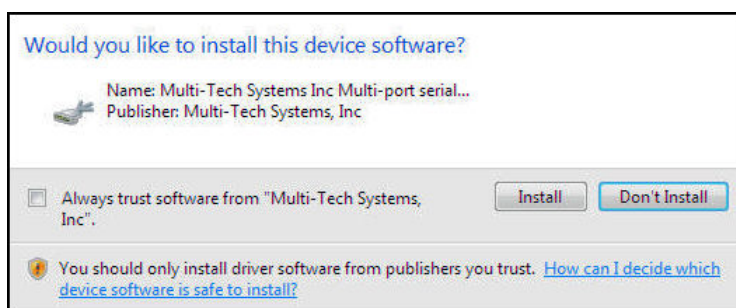 Would you like to install this device software?
Name: Multi-Tech Systems Inc Multi-port serial...
Publisher: Multi-Tech Systems, Inc
Always trust software from "Multi-Tech Systems,
Inc".
Install
Don't Install
You should only install driver software from publishers you trust. How can I decide which
device software is safe to install?